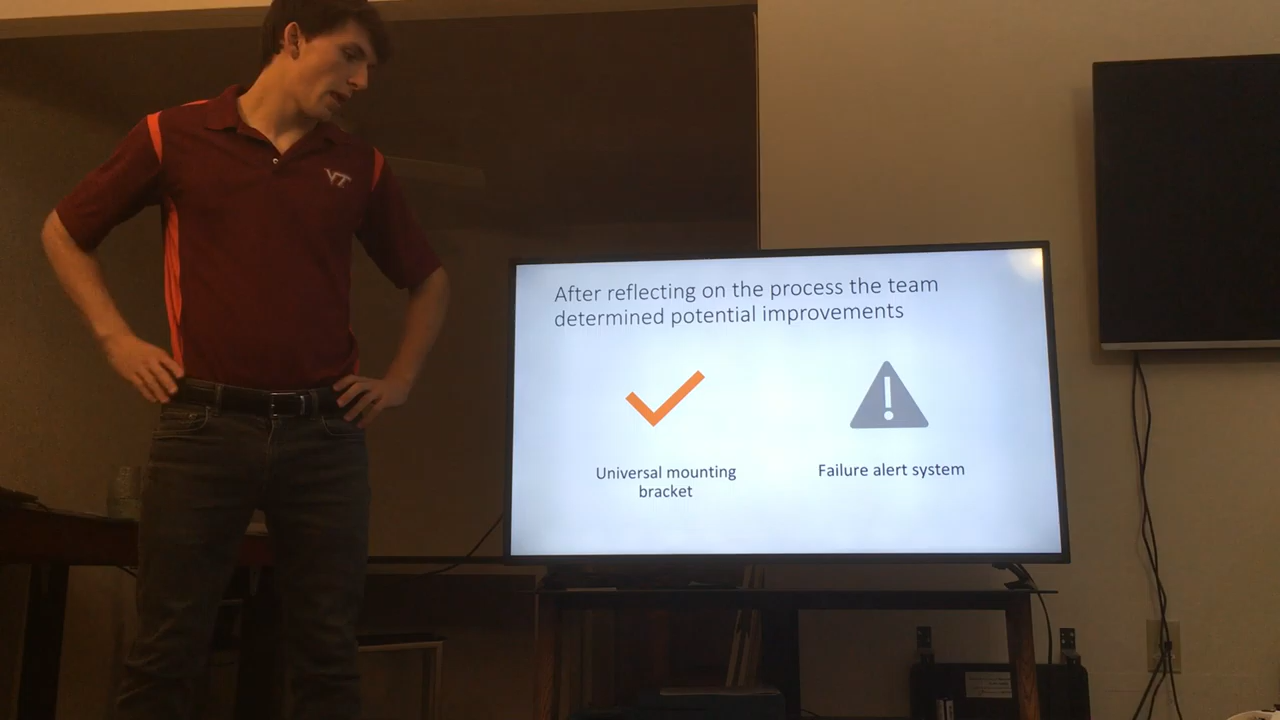 VT
After reflecting on the process the team
determined potential improvements
Universal mounting
bracket
Failure alert system